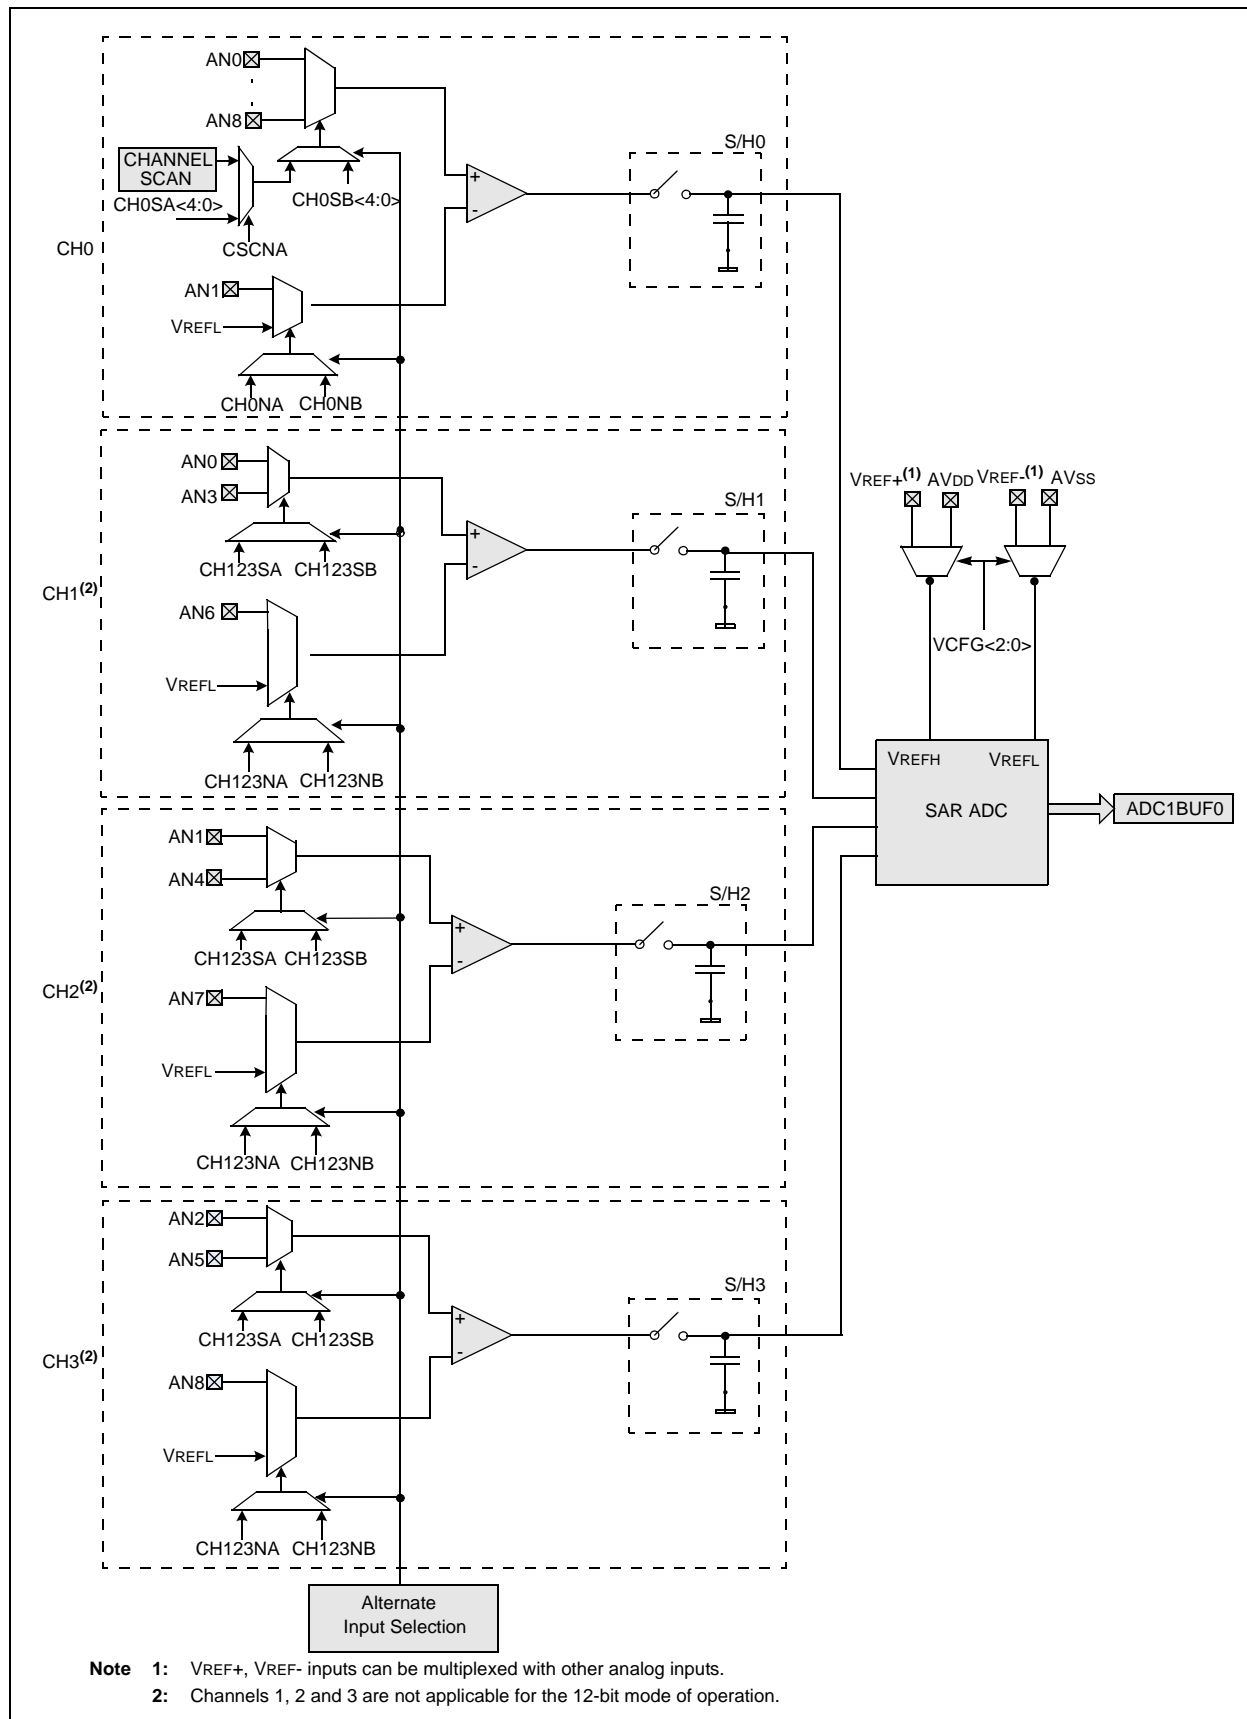 AN0
AN8
CHANNEL
SCAN
CH0SA<4:0>
CH0SB<4:0>
CSCNA
CH0
AN1
VREFL
CH0NA
CH0NB
S/H0
+
-
AN0
AN3
CH123SA
CH123SB
CH1(2)
AN6
VREFL
CH123NA
CH123NB
S/H1
+
-
VREF+(1)
AVDD
VREF-(1)
AVSS
VCFG<2:0>
VREFH
VREFL
SAR ADC
ADC1BUF0
AN1
AN4
CH123SA
CH123SB
CH2(2)
AN7
VREFL
CH123NA
CH123NB
S/H2
+
-
AN2
AN5
CH123SA
CH123SB
CH3(2)
AN8
VREFL
CH123NA
CH123NB
S/H3
+
-
Alternate
Input Selection
Note 1: VREF+, VREF- inputs can be multiplexed with other analog inputs.
2: Channels 1, 2 and 3 are not applicable for the 12-bit mode of operation.